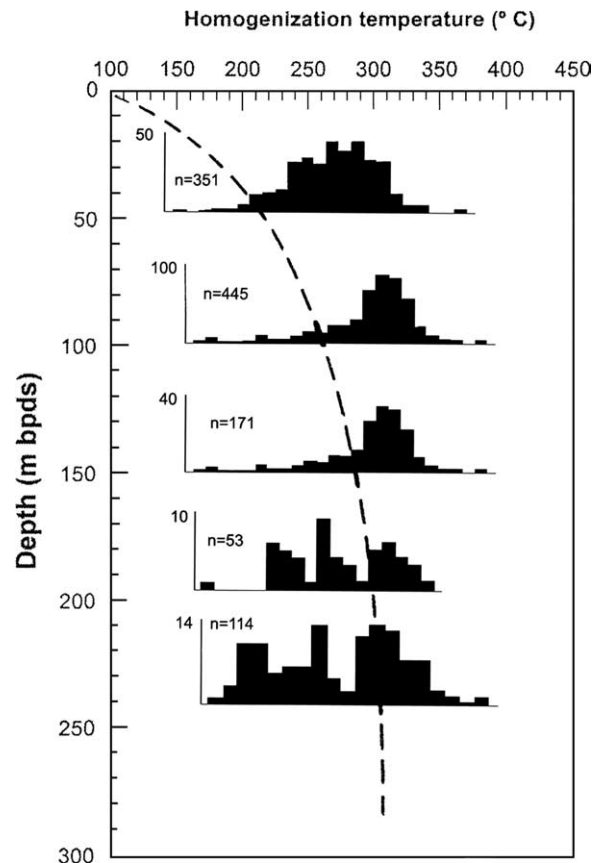 Homogenization temperature (º C)
100 150 200 250 300 350 400 450
0
50
n=351
50
100
n=445
100
40
n=171
150
10
n=53
200
14 n=114
250
300
Depth (m bpds)